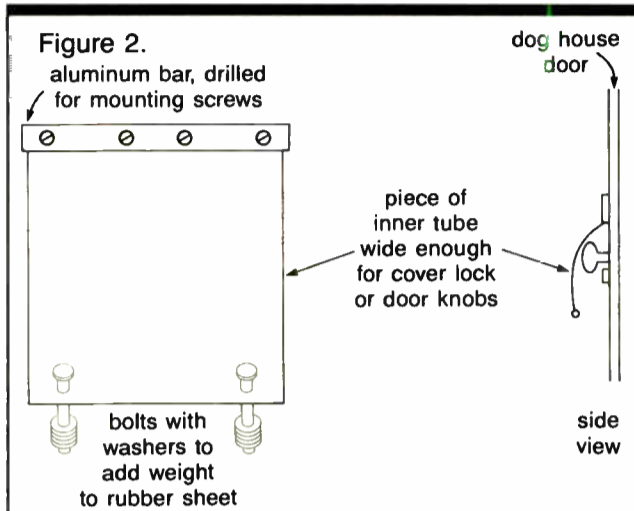 Figure 2.
aluminum bar, drilled
for mounting screws
dog house
door
piece of
inner tube
wide enough
for cover lock
or door knobs
bolts with
washers to
add weight
to rubber sheet
side
view